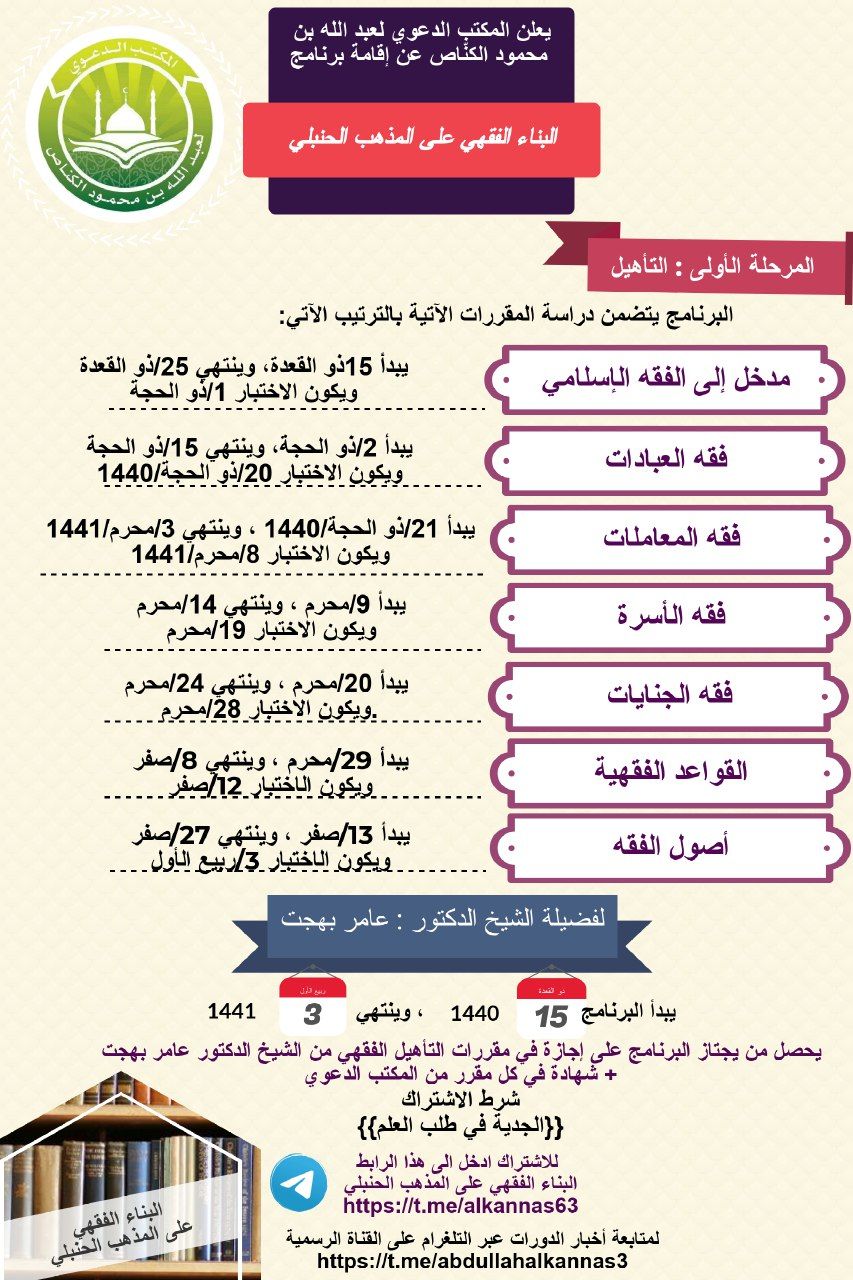 المكتب الدعوي
لعبد الله بن محمود الكناص
يعلن المكتب الدعوي لعبد الله بن
محمود الكنَّاص عن إقامة برنامج
البناء الفقهي على المذهب الحنبلي
المرحلة الأولى : التأهيل
البرنامج يتضمن دراسة المقررات الآتية بالترتيب الآتي:
مدخل إلى الفقه الإسلامي
يبدأ 15ذو القعدة، وينتهي 25/ذو القعدة
ويكون الاختبار 1/ذو الحجة
فقه العبادات
يبدأ 2/ذو الحجة، وينتهي 15/ذو الحجة
ويكون الاختبار 20/ذو الحجة/1440
فقه المعاملات
يبدأ 21/ذو الحجة/1440 ، وينتهي 3/محرم/1441
ويكون الاختبار 8/محرم/1441
فقه الأسرة
يبدأ 9/محرم ، وينتهي 14/محرم
ويكون الاختبار 19/محرم
فقه الجنايات
يبدأ 20/محرم ، وينتهي 24/محرم
ويكون الاختبار 28/محرم.
القواعد الفقهية
يبدأ 29/محرم ، وينتهي 8/صفر
ويكون الاختبار 12/صفر
أصول الفقه
يبدأ 13/صفر ، وينتهي 27/صفر
ويكون الاختبار 3/ربيع الأول
لفضيلة الشيخ الدكتور : عامر بهجت
ذو القعدة
ربيع الأول
يبدأ البرنامج 15 1440 ، وينتهي 3 1441
يحصل من يجتاز البرنامج على إجازة في مقررات التأهيل الفقهي من الشيخ الدكتور عامر بهجت
+ شهادة في كل مقرر من المكتب الدعوي
شرط الاشتراك
{{الجدية في طلب العلم}}
للاشتراك ادخل الى هذا الرابط
البناء الفقهي على المذهب الحنبلي
https://t.me/alkannas63
لمتابعة أخبار الدورات عبر التلغرام على القناة الرسمية
https://t.me/abdullahalkannas3
البناء الفقهي
على المذهب الحنبلي